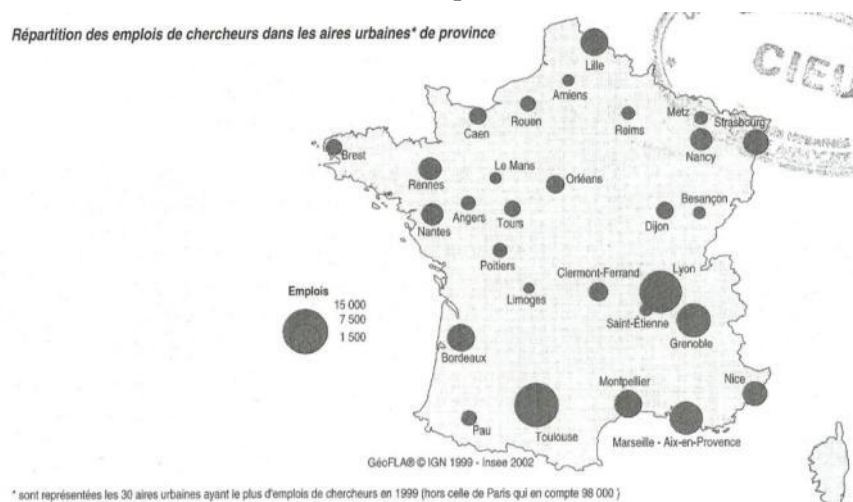 Répartition des emplois de chercheurs dans les aires urbaines* de province
CIEU
Lille
Amiens
Rouen
Caen
Reims
Metz
Strasbourg
Nancy
Brest
Rennes
Le Mans
Orléans
Angers
Tours
Nantes
Besançon
Dijon
Poitiers
Clermont-Ferrand
Lyon
Limoges
Saint-Étienne
Grenoble
Emplois
15 000
7 500
1 500
Bordeaux
Montpellier
Nice
Pau
Toulouse
Marseille - Aix-en-Provence
GéoFLA® © IGN 1999 - Insee 2002
* sont représentées les 30 aires urbaines ayant le plus d'emplois de chercheurs en 1999 (hors celle de Paris qui en compte 98 000 )